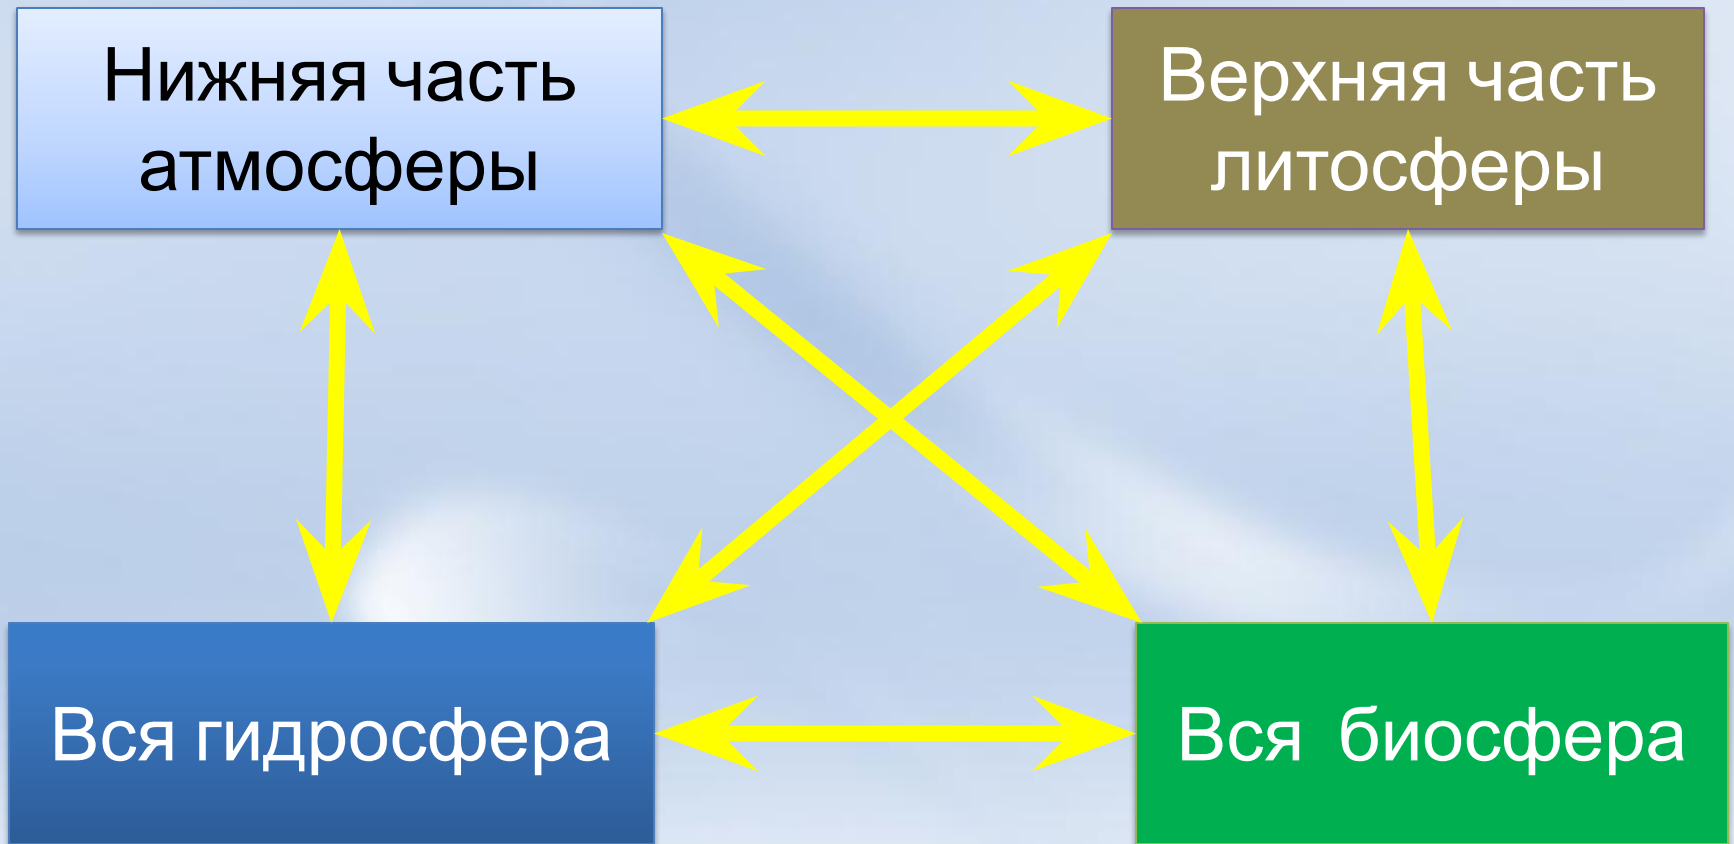 Нижняя часть
атмосферы
Верхняя часть
литосферы
Вся гидросфера
Вся биосфера